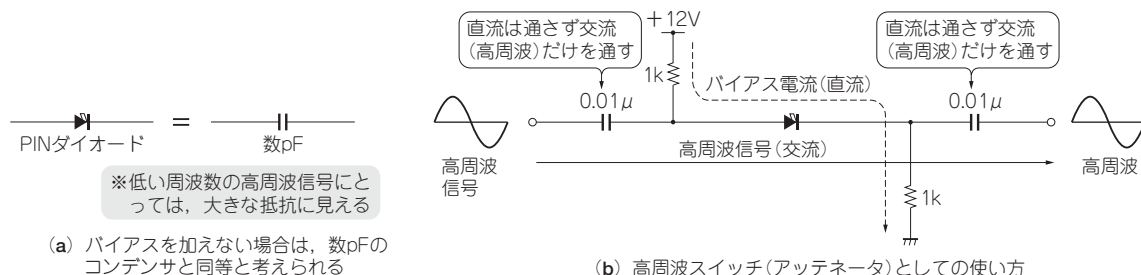 PINダイオード
=
数pF
※低い周波数の高周波信号にと
っては，大きな抵抗に見える
(a) バイアスを加えない場合は，数pFの
コンデンサと同等と考えられる
直流は通さず交流
(高周波)だけを通す
+12V
直流は通さず交流
(高周波)だけを通す
1k
バイアス電流(直流)
0.01μ
0.01μ
高周波
信号
高周波信号(交流)
高周波
1k
(b) 高周波スイッチ(アッテネータ)としての使い方